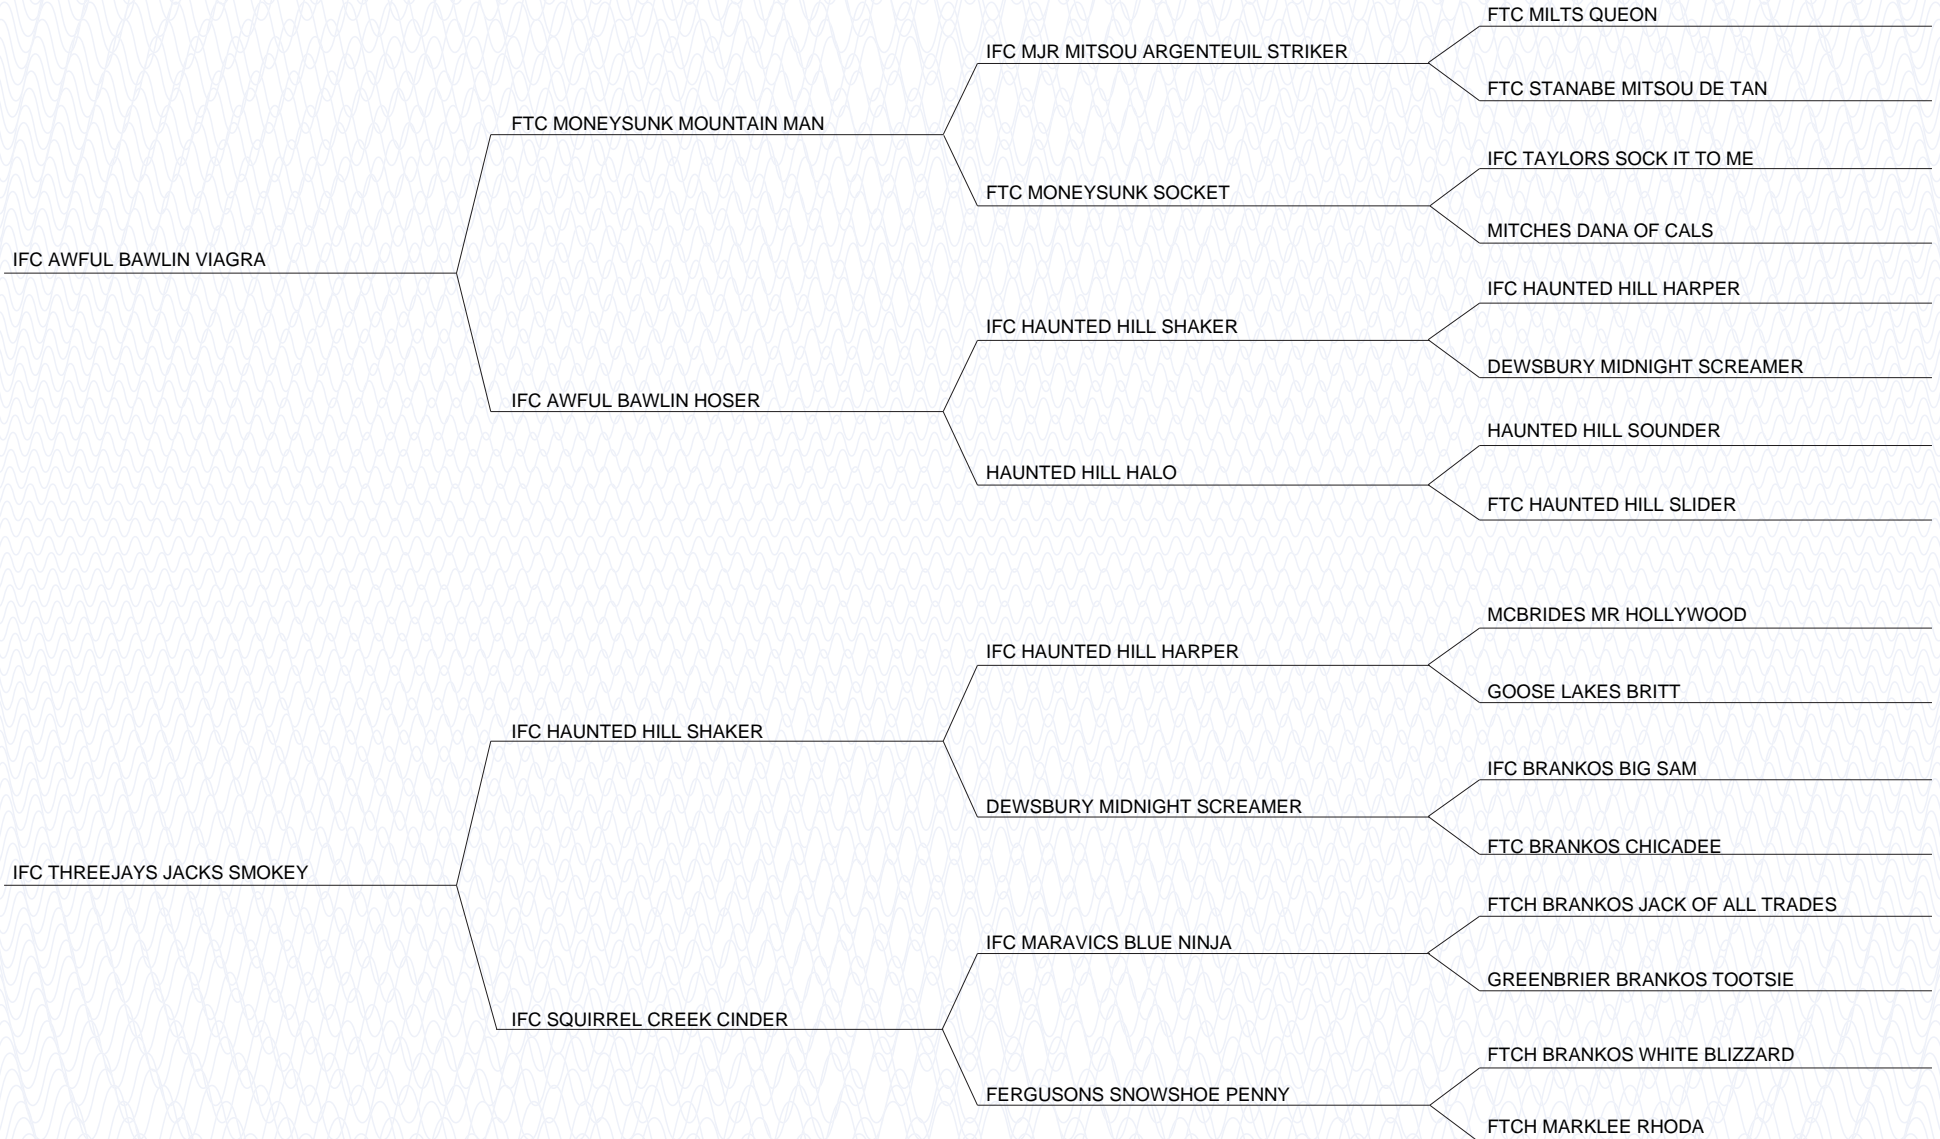 FTC MILTS QUEON
IFC MJR MITSOU ARGENTEUIL STRIKER
FTC STANABE MITSOU DE TAN
FTC MONEYSUNK MOUNTAIN MAN
IFC TAYLORS SOCK IT TO ME
FTC MONEYSUNK SOCKET
MITCHES DANA OF CALS
IFC AWFUL BAWLIN VIAGRA
IFC HAUNTED HILL HARPER
IFC HAUNTED HILL SHAKER
DEWSBURY MIDNIGHT SCREAMER
IFC AWFUL BAWLIN HOSER
HAUNTED HILL SOUNDER
HAUNTED HILL HALO
FTC HAUNTED HILL SLIDER
MCBRIDES MR HOLLYWOOD
IFC HAUNTED HILL HARPER
GOOSE LAKES BRITT
IFC HAUNTED HILL SHAKER
IFC BRANKOS BIG SAM
DEWSBURY MIDNIGHT SCREAMER
FTC BRANKOS CHICADEE
IFC THREEJAYS JACKS SMOKEY
FTCH BRANKOS JACK OF ALL TRADES
IFC MARAVICS BLUE NINJA
GREENBRIER BRANKOS TOOTSIE
IFC SQUIRREL CREEK CINDER
FTCH BRANKOS WHITE BLIZZARD
FERGUSONS SNOWSHOE PENNY
FTCH MARKLEE RHODA